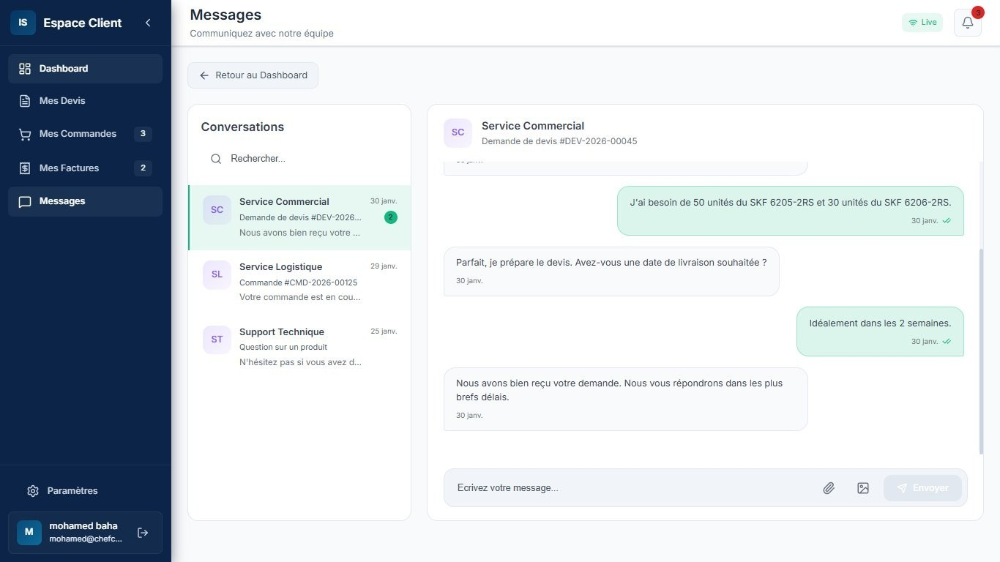 IS Espace Client
Dashboard
Mes Devis
Mes Commandes 3
Mes Factures 2
Messages
Paramètres
M mohamed baha
mohamed@chefc...
Messages
Communiquez avec notre équipe
Live
3
Retour au Dashboard
Conversations
Rechercher...
SC Service Commercial 30 janv.
Demande de devis #DEV-2026... 2
Nous avons bien reçu votre ...
SL Service Logistique 29 janv.
Commande #CMD-2026-00125
Votre commande est en cou...
ST Support Technique 25 janv.
Question sur un produit
N'hésitez pas si vous avez d...
SC Service Commercial
Demande de devis #DEV-2026-00045
J'ai besoin de 50 unités du SKF 6205-2RS et 30 unités du SKF 6206-2RS.
30 janv.
Parfait, je prépare le devis. Avez-vous une date de livraison souhaitée ?
30 janv.
Idéalement dans les 2 semaines.
30 janv.
Nous avons bien reçu votre demande. Nous vous répondrons dans les plus
brefs délais.
30 janv.
Ecrivez votre message...
Envoyer